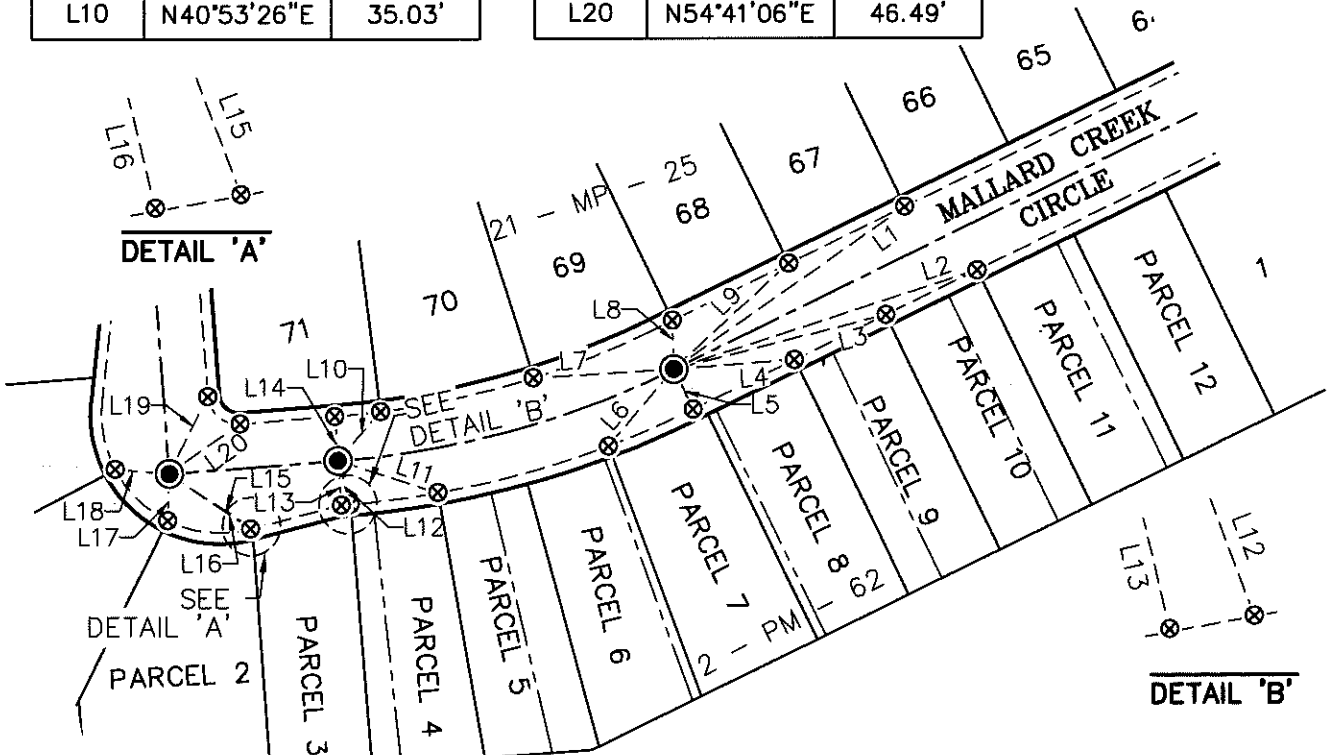 L10 N40°53'26"E 35.03'
L20 N54°41'06"E 46.49'
L16
L15
DETAIL 'A'
65
66
67
68
69
70
71
21 - MP - 25
MALLARD CREEK
CIRCLE
L1
L2
L9
L8
L3
L7
L4
L5
L6
L10
L14
SEE
DETAIL 'B'
L19
L20
L11
L15
L13
L18
L17
L12
L16
SEE
DETAIL 'A'
PARCEL 2
PARCEL 3
PARCEL 4
PARCEL 5
PARCEL 6
PARCEL 7
PARCEL 8
PARCEL 9
PARCEL 10
PARCEL 11
PARCEL 12
1
2 - PM - 62
L13
L12
DETAIL 'B'